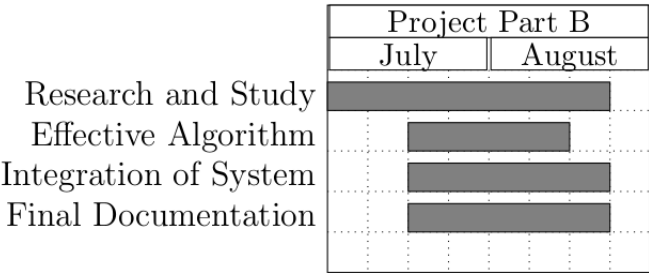 Project Part B
July August
Research and Study
Effective Algorithm
Integration of System
Final Documentation